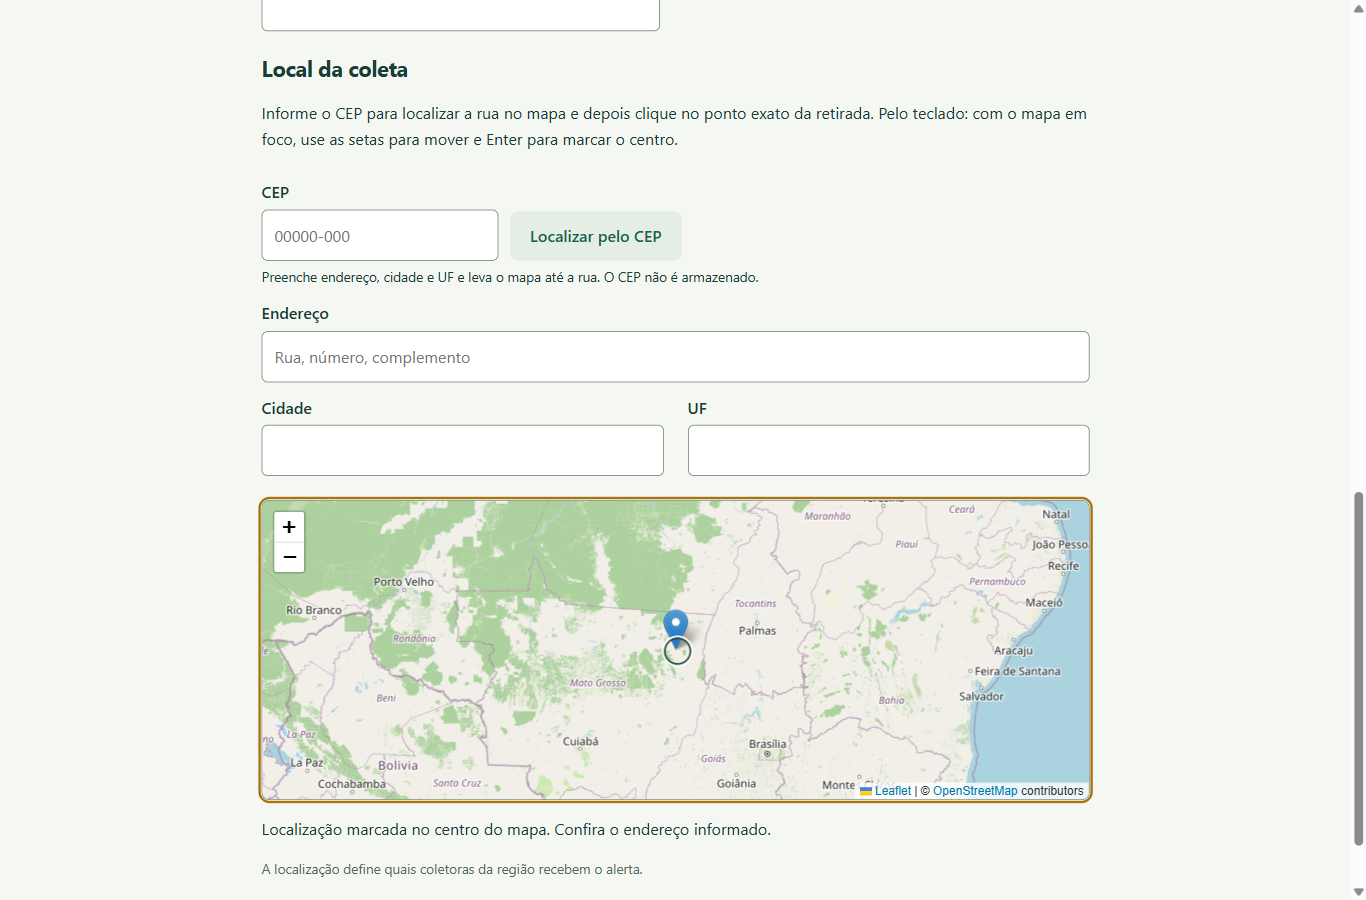 Local da coleta
Informe o CEP para localizar a rua no mapa e depois clique no ponto exato da retirada. Pelo teclado: com o mapa em
foco, use as setas para mover e Enter para marcar o centro.
CEP
00000-000
Localizar pelo CEP
Preenche endereço, cidade e UF e leva o mapa até a rua. O CEP não é armazenado.
Endereço
Rua, número, complemento
Cidade
UF
+
−
Maranhão
Ceará
Natal
Piauí
João Pesso
Recife
Porto Velho
Pernambuco
Rio Branco
Tocantins
Maceió
Palmas
Rondônia
Aracaju
Feira de Santana
Mato Grosso
Salvador
Beni
Bahia
La Paz
Cuiabá
Brasília
La Paz
Bolivia
Goiás
Cochabamba
Santa Cruz
Goiânia
Monte
Leaflet | © OpenStreetMap contributors
Localização marcada no centro do mapa. Confira o endereço informado.
A localização define quais coletoras da região recebem o alerta.